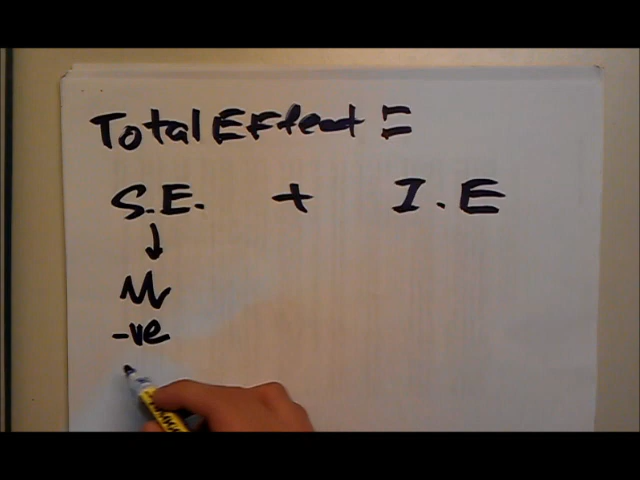 Total Effect =
S.E. + I.E
↓
-ve